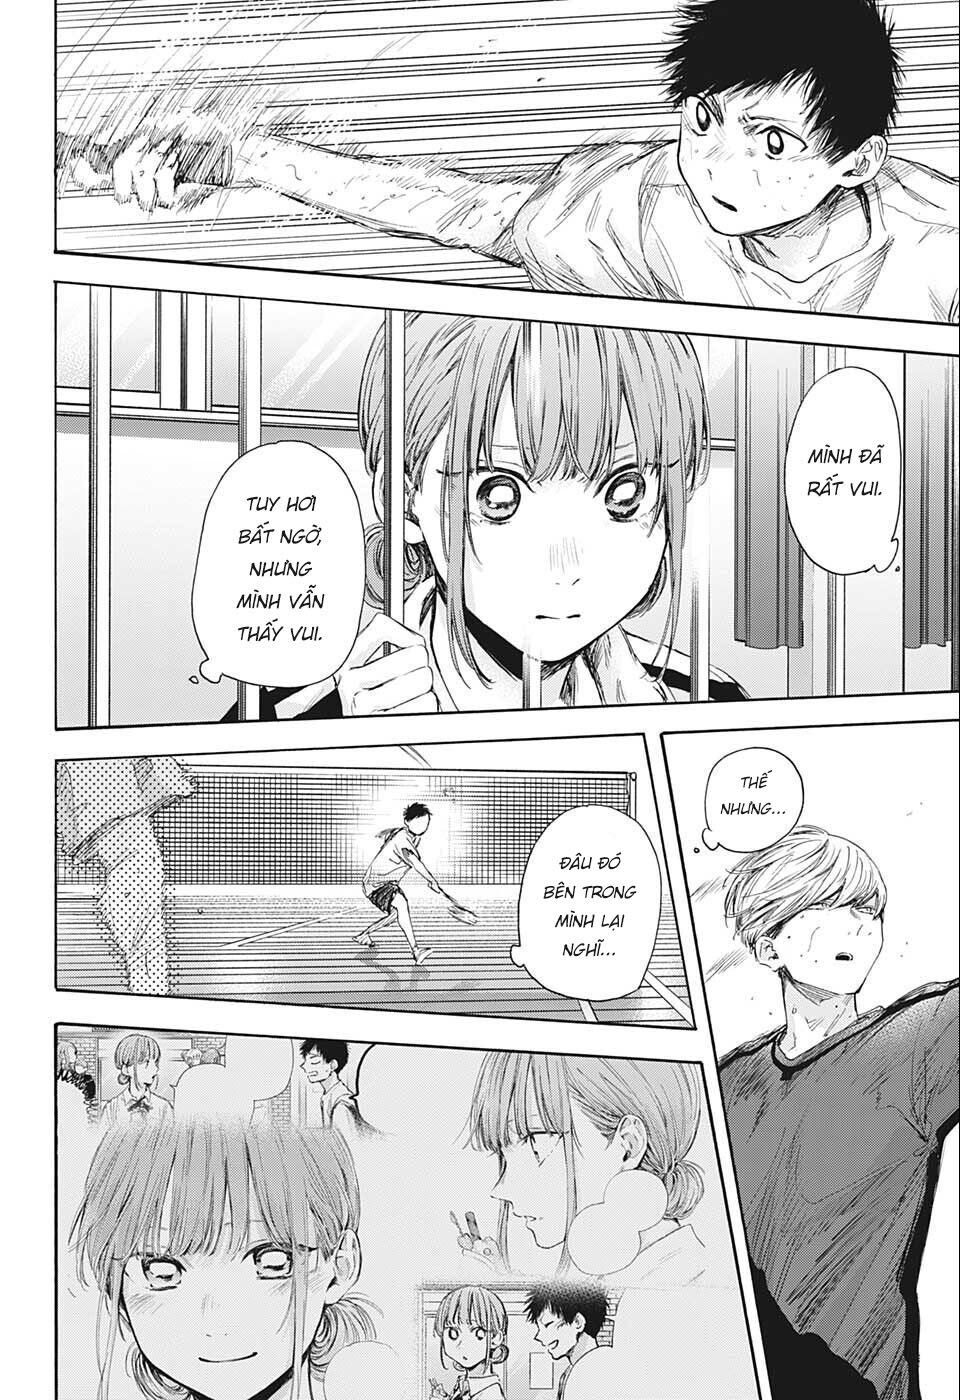 MÌNH ĐÃ
RẤT VUI.
TUY HƠI
BẤT NGỜ,
NHƯNG
MÌNH VẪN
THẤY VUI.
THẾ
NHƯNG...
ĐÂU ĐÓ
BÊN TRONG
MÌNH LẠI
NGHĨ...